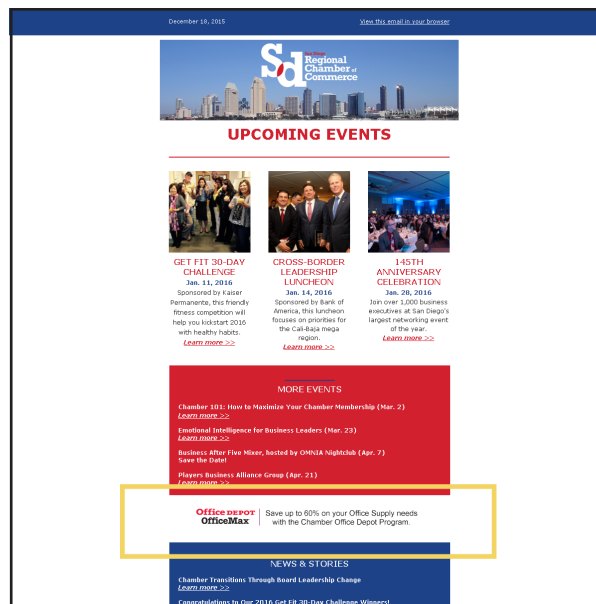 December 18, 2015
View this email in your browser
Sd
San Diego
Regional
Chamber of
Commerce
UPCOMING EVENTS
GET FIT 30-DAY
CHALLENGE
Jan. 11, 2016
Sponsored by Kaiser
Permanente, this friendly
fitness competition will
help you kickstart 2016
with healthy habits.
Learn more >>
CROSS-BORDER
LEADERSHIP
LUNCHEON
Jan. 14, 2016
Sponsored by Bank of
America, this luncheon
focuses on priorities for
the Cali-Baja mega
region.
Learn more >>
145TH
ANNIVERSARY
CELEBRATION
Jan. 28, 2016
Join over 1,000 business
executives at San Diego's
largest networking event
of the year.
Learn more >>
MORE EVENTS
Chamber 101: How to Maximize Your Chamber Membership (Mar. 2)
Learn more >>
Emotional Intelligence for Business Leaders (Mar. 23)
Learn more >>
Business After Five Mixer, hosted by OMNIA Nightclub (Apr. 7)
Save the Date!
Players Business Alliance Group (Apr. 21)
Learn more >>
Office DEPOT
OfficeMax
Save up to 60% on your Office Supply needs
with the Chamber Office Depot Program.
NEWS & STORIES
Chamber Transitions Through Board Leadership Change
Learn more >>
Congratulations to Our 2016 Get Fit 30-Day Challenge Winners!